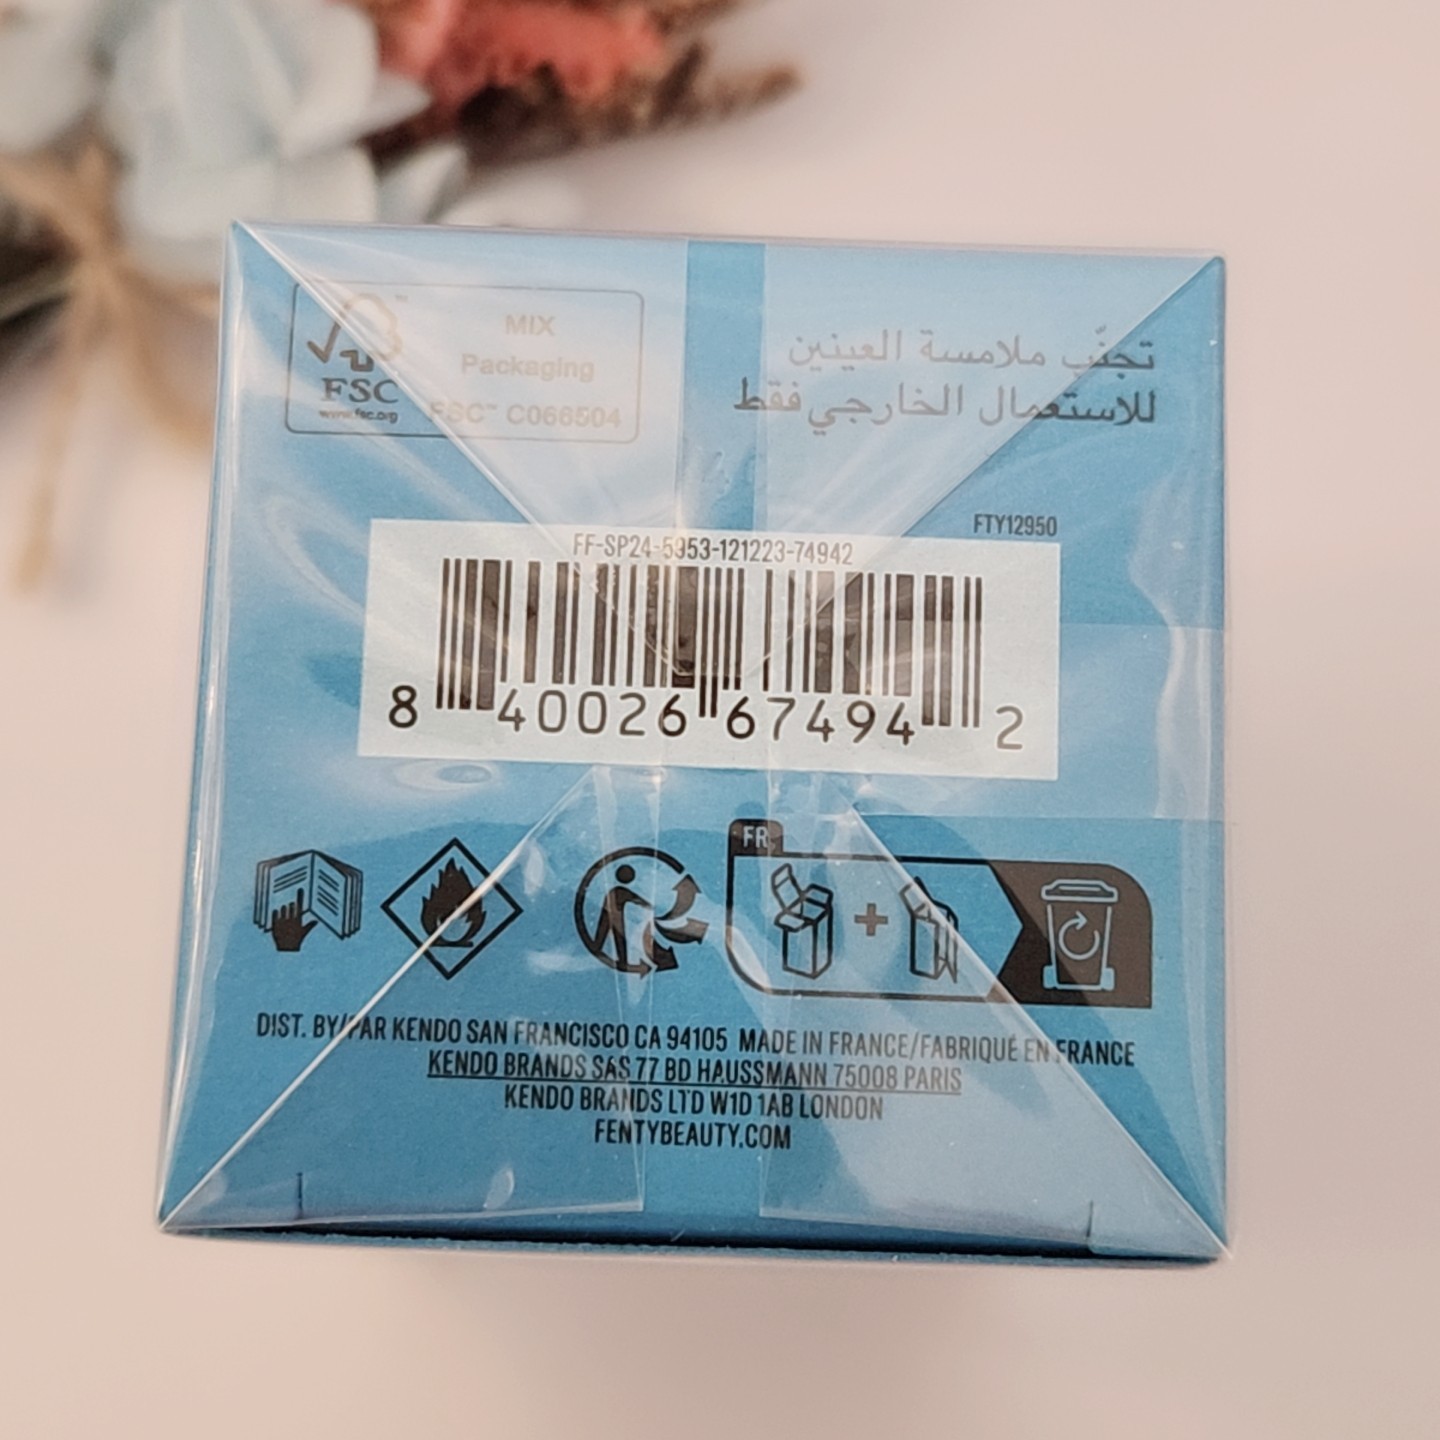 MIX
Packaging
FSC™ C066504
FSC
www.fsc.org
تجنّب ملامسة العينين
للاستعمال الخارجي فقط
FTY12950
FF-SP24-5953-121223-74942
8 40026 67494 2
FR
+
DIST. BY/PAR KENDO SAN FRANCISCO CA 94105 MADE IN FRANCE/FABRIQUÉ EN FRANCE
KENDO BRANDS SAS 77 BD HAUSSMANN 75008 PARIS
KENDO BRANDS LTD W1D 1AB LONDON
FENTYBEAUTY.COM